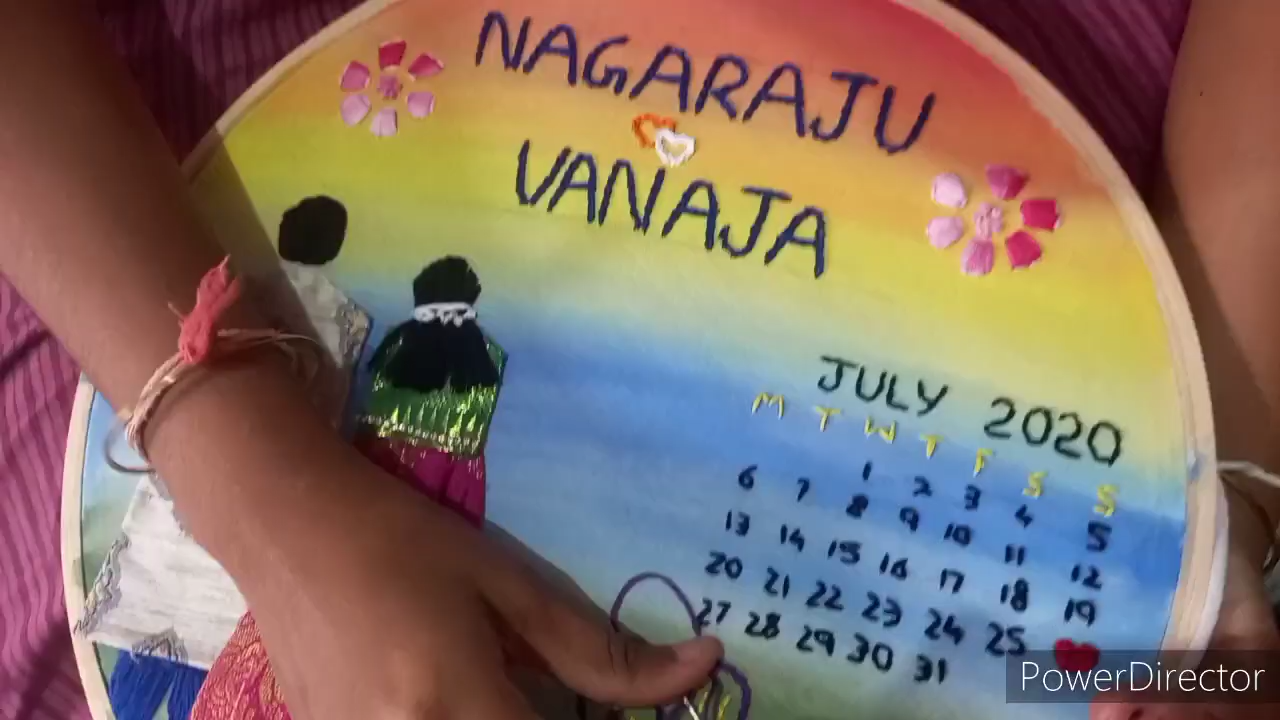 NAGARAJU
VANAJA
JULY 2020
M T W T F S S
1 2 3 4 5
6 7 8 9 10 11 12
13 14 15 16 17 18 19
20 21 22 23 24 25
27 28 29 30 31
PowerDirector